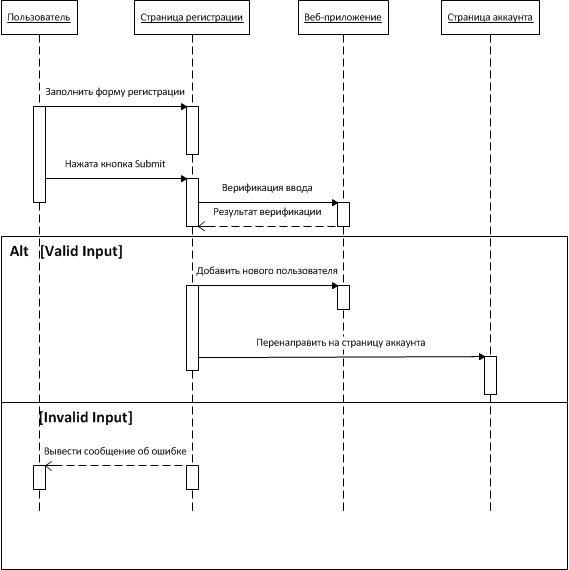 Пользователь
Страница регистрации
Веб-приложение
Страница аккаунта
Заполнить форму регистрации
Нажата кнопка Submit
Верификация ввода
Результат верификации
Alt [Valid Input]
Добавить нового пользователя
Перенаправить на страницу аккаунта
[Invalid Input]
Вывести сообщение об ошибке